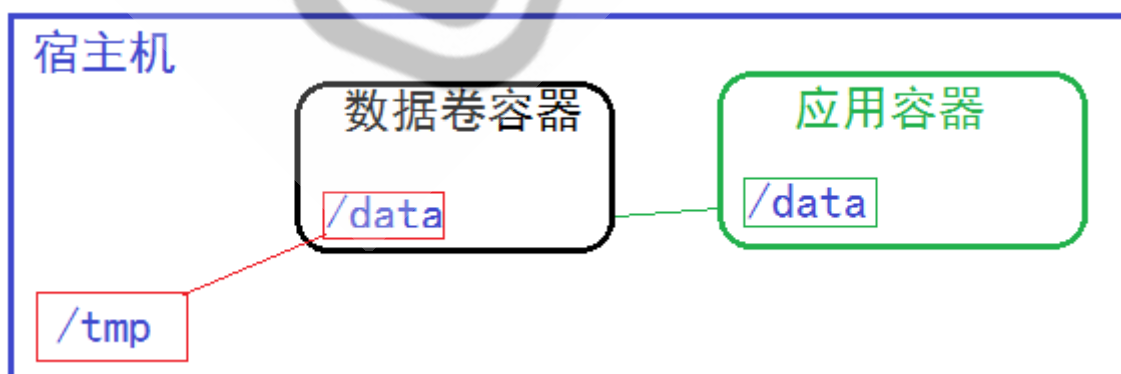 宿主机
数据卷容器
应用容器
/data
/data
/tmp